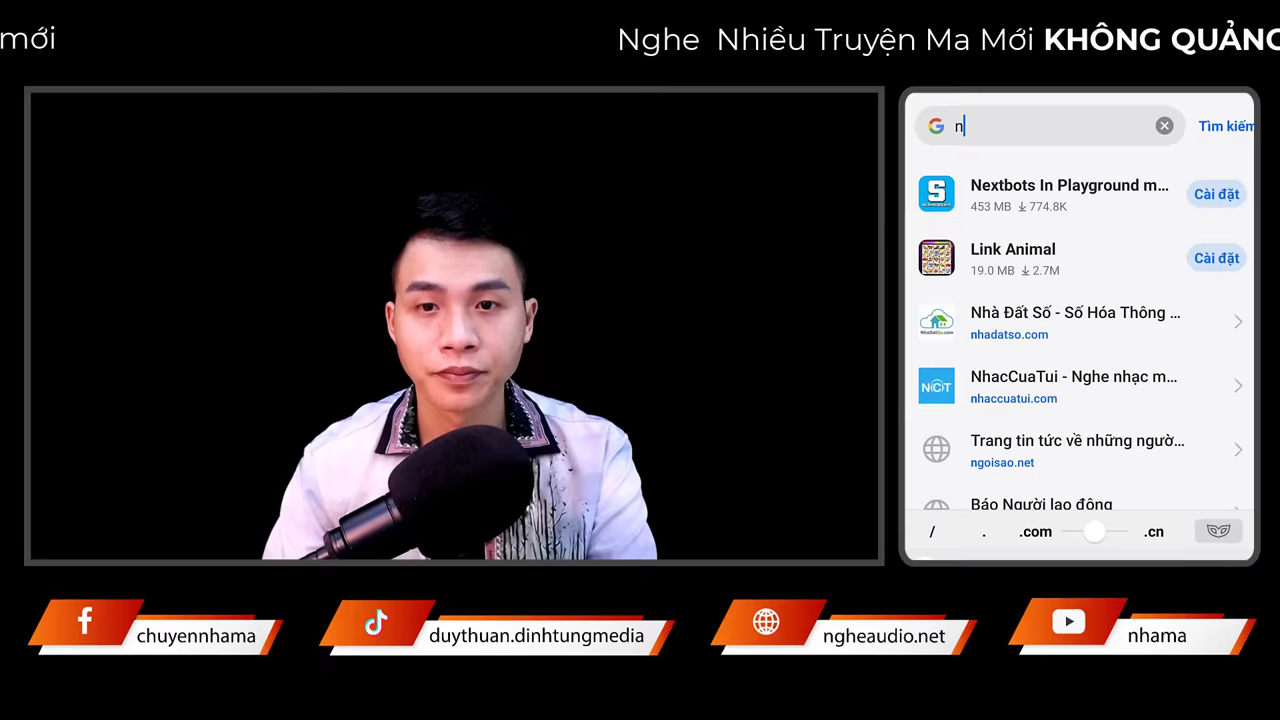 mới
Nghe Nhiều Truyện Ma Mới KHÔNG QUẢNG
n
Tìm kiếm
Nextbots In Playground m...
453 MB 774.8K
Cài đặt
Link Animal
19.0 MB 2.7M
Cài đặt
Nhà Đất Số - Số Hóa Thông ...
nhadatso.com
NhacCuaTui - Nghe nhạc m...
nhaccuatui.com
NCT
Trang tin tức về những ngườ...
ngoisao.net
Báo Người lao động
/ . .com .cn
chuyennhama
duythuan.dinhtungmedia
ngheaudio.net
nhama